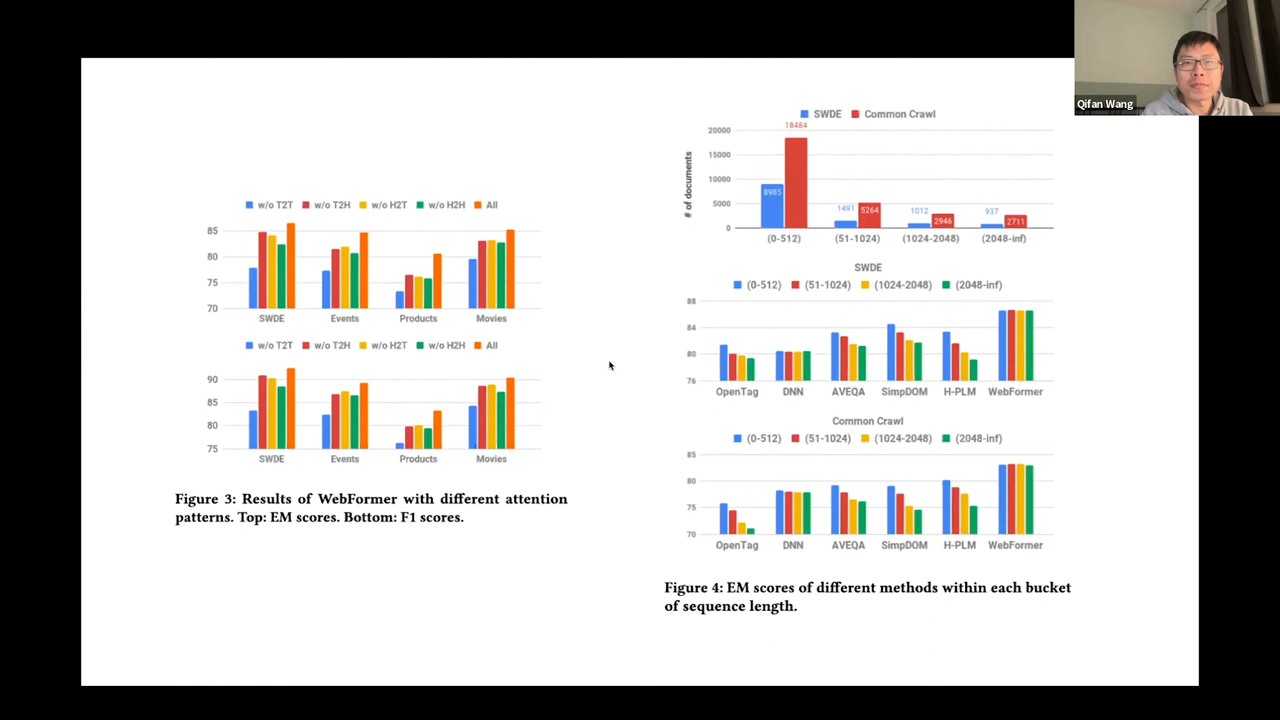 Qifan Wang
w/o T2T w/o T2H w/o H2T w/o H2H All
85
80
75
70
SWDE Events Products Movies
w/o T2T w/o T2H w/o H2T w/o H2H All
90
85
80
75
SWDE Events Products Movies
Figure 3: Results of WebFormer with different attention
patterns. Top: EM scores. Bottom: F1 scores.
SWDE Common Crawl
# of documents
20000
15000
10000
5000
0
8985 18484 1491 5264 1012 2946 937 2711
(0-512) (51-1024) (1024-2048) (2048-inf)
SWDE
(0-512) (51-1024) (1024-2048) (2048-inf)
88
84
80
76
OpenTag DNN AVEQA SimpDOM H-PLM WebFormer
Common Crawl
(0-512) (51-1024) (1024-2048) (2048-inf)
85
80
75
70
OpenTag DNN AVEQA SimpDOM H-PLM WebFormer
Figure 4: EM scores of different methods within each bucket
of sequence length.